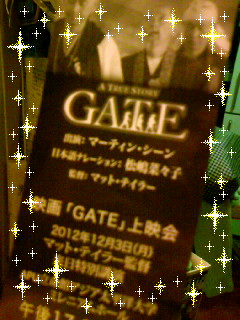 A TRUE STORY
GATE
出演: マーティン・シーン
日本語ナレーション: 松嶋菜々子
監督: マット・テイラー
映画「GATE」上映会
2012年12月3日(月)
マット・テイラー監督
日特別